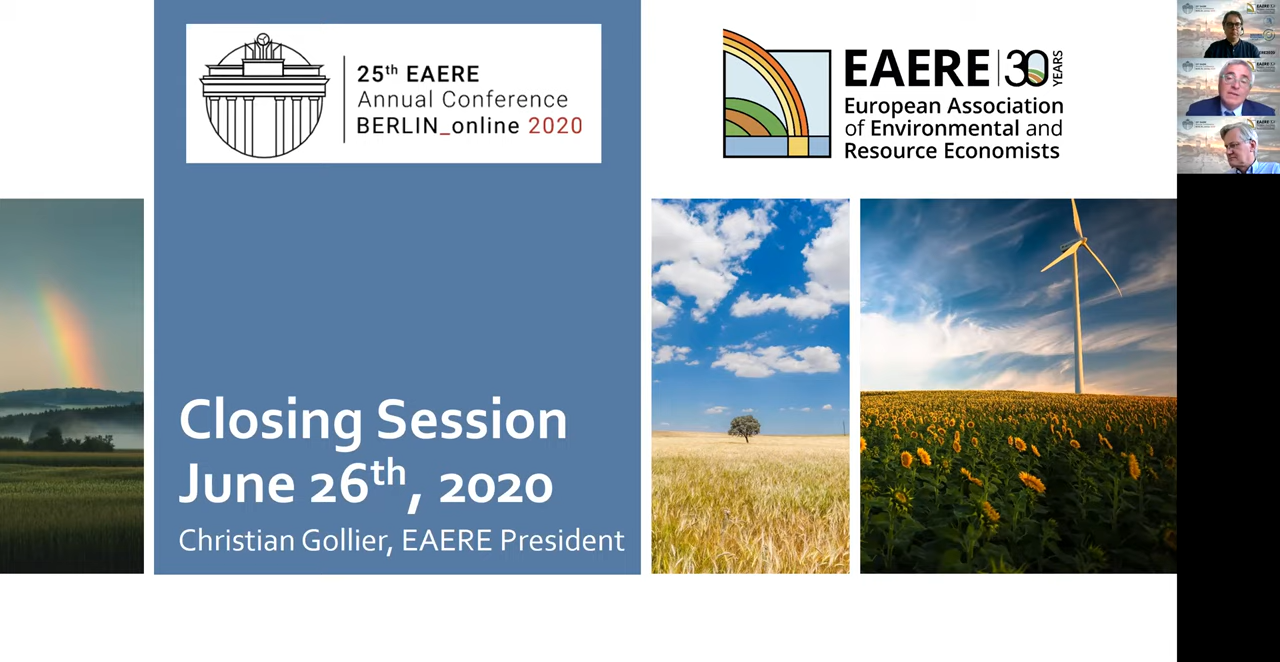 25th EAERE
Annual Conference
BERLIN_online 2020
EAERE 30 YEARS
European Association
of Environmental and
Resource Economists
Closing Session
June 26th, 2020
Christian Gollier, EAERE President